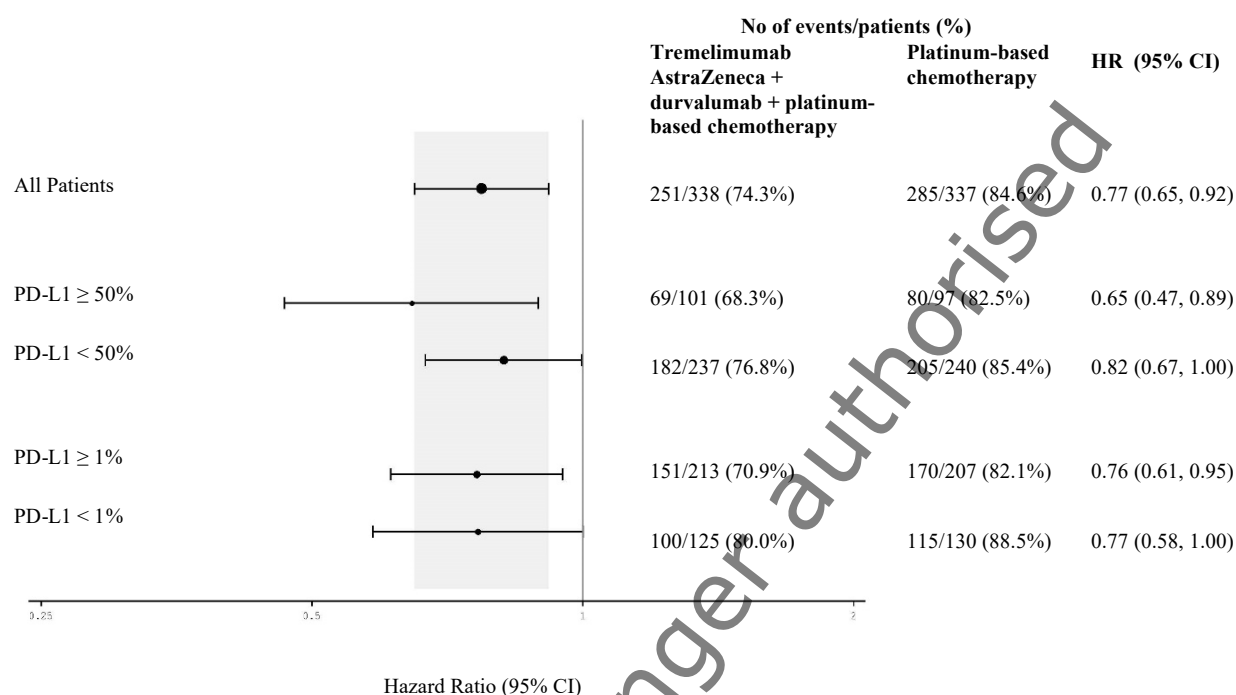 No of events/patients (%)
Tremelimumab AstraZeneca + durvalumab + platinum-based chemotherapy
Platinum-based chemotherapy
HR (95% CI)
All Patients 251/338 (74.3%) 285/337 (84.6%) 0.77 (0.65, 0.92)
PD-L1 ≥ 50% 69/101 (68.3%) 80/97 (82.5%) 0.65 (0.47, 0.89)
PD-L1 < 50% 182/237 (76.8%) 205/240 (85.4%) 0.82 (0.67, 1.00)
PD-L1 ≥ 1% 151/213 (70.9%) 170/207 (82.1%) 0.76 (0.61, 0.95)
PD-L1 < 1% 100/125 (80.0%) 115/130 (88.5%) 0.77 (0.58, 1.00)
0.25 0.5 1 2
Hazard Ratio (95% CI)
nger authorised